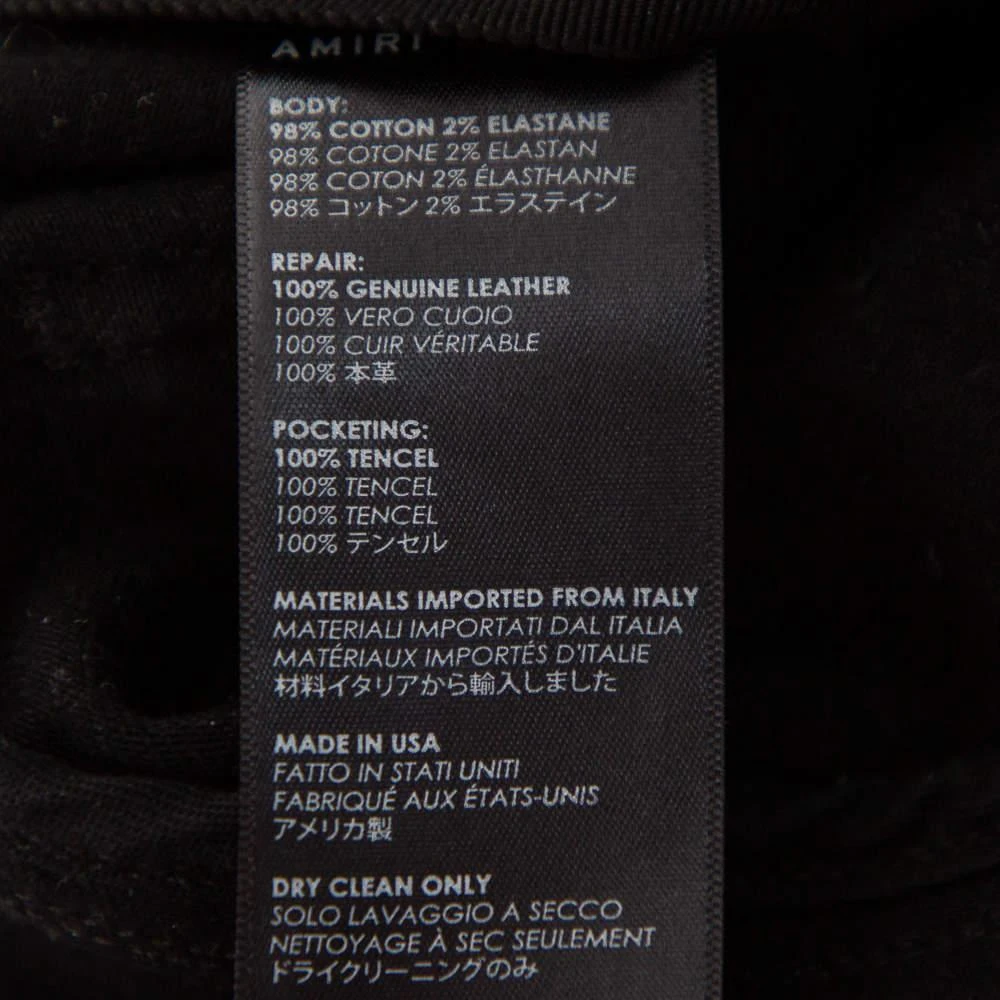 AMIRI
BODY:
98% COTTON 2% ELASTANE
98% COTONE 2% ELASTAN
98% COTON 2% ÉLASTHANNE
98% コットン 2% エラステイン
REPAIR:
100% GENUINE LEATHER
100% VERO CUOIO
100% CUIR VÉRITABLE
100% 本革
POCKETING:
100% TENCEL
100% TENCEL
100% TENCEL
100% テンセル
MATERIALS IMPORTED FROM ITALY
MATERIALI IMPORTATI DAL ITALIA
MATÉRIAUX IMPORTÉS D'ITALIE
材料イタリアから輸入しました
MADE IN USA
FATTO IN STATI UNITI
FABRIQUÉ AUX ÉTATS-UNIS
アメリカ製
DRY CLEAN ONLY
SOLO LAVAGGIO A SECCO
NETTOYAGE À SEC SEULEMENT
ドライクリーニングのみ